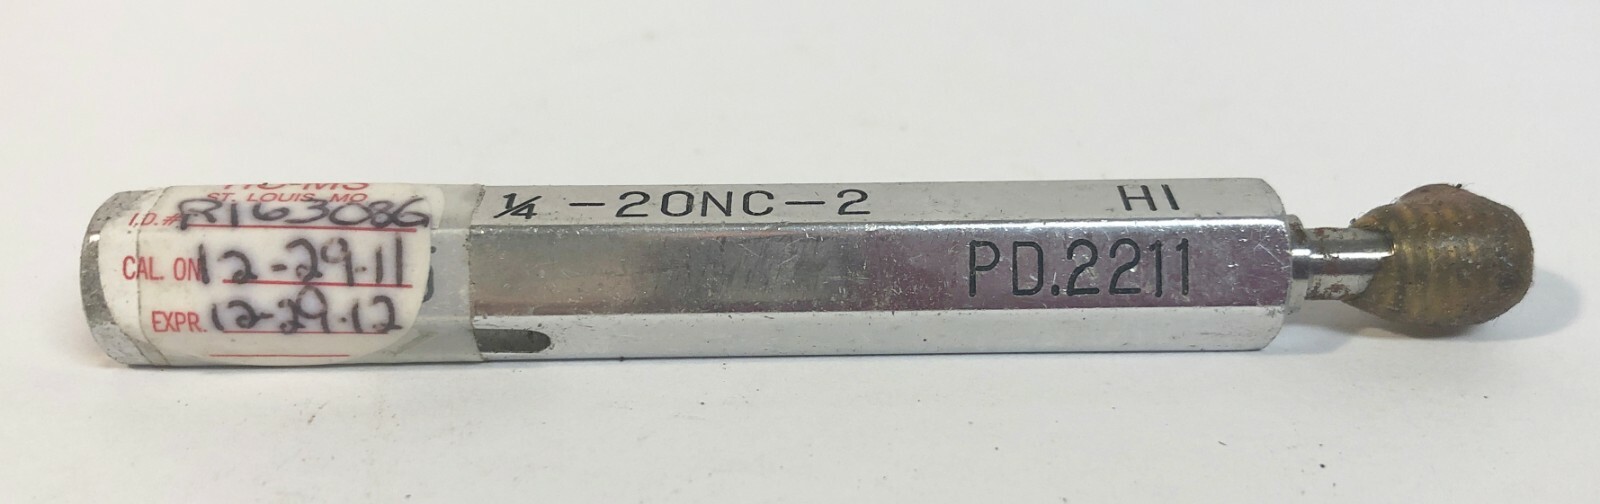 ST. LOUIS, MO
I.D.# R163086
CAL. ON 12-29-11
EXPR. 12-29-12
1/4 -20NC-2 HI
PD.2211